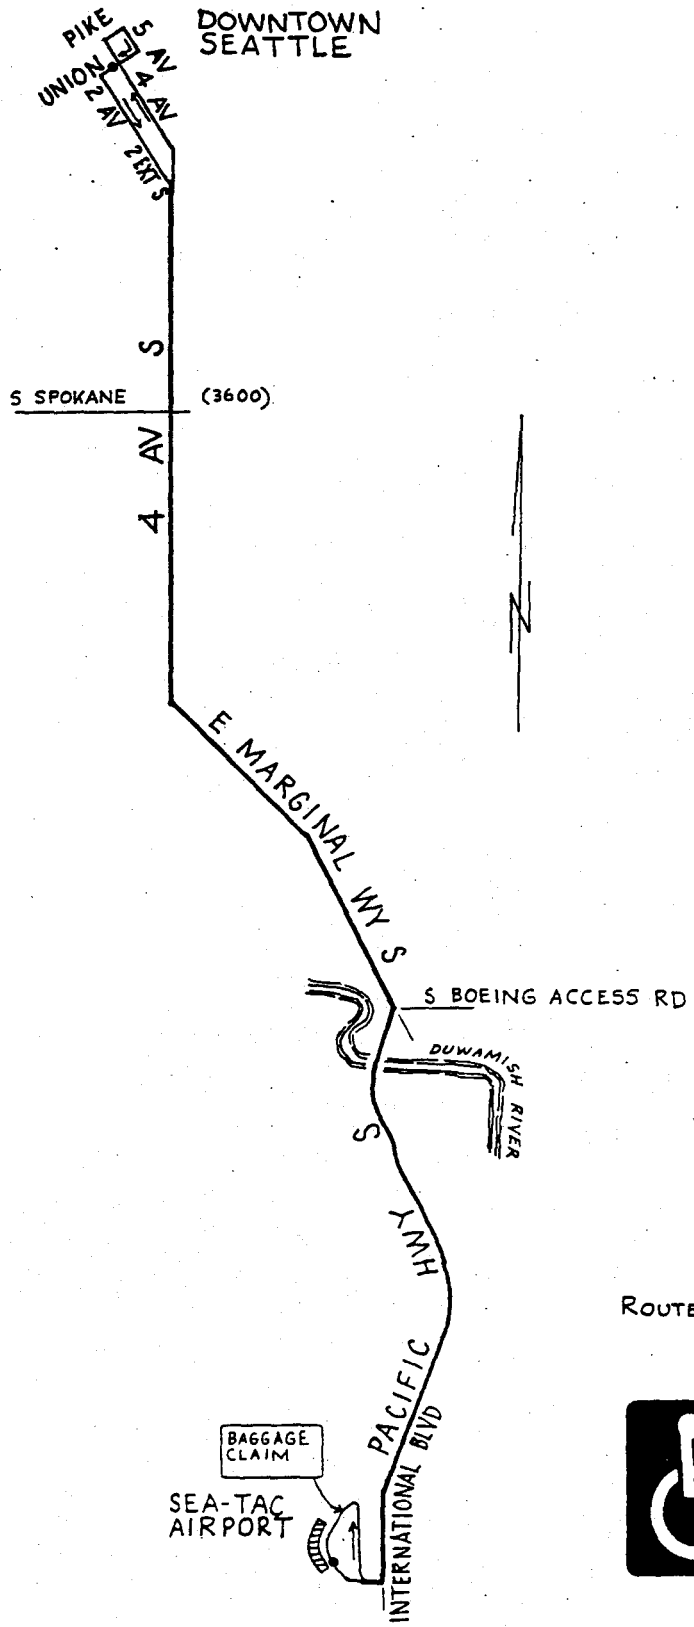 DOWNTOWN
SEATTLE
PIKE
5 AV
UNION
4 AV
2 AV
2 EXT S
4 AV S
S SPOKANE
(3600)
N
E MARGINAL WY S
S BOEING ACCESS RD
DUWAMISH RIVER
PACIFIC HWY S
ROUTE
BAGGAGE
CLAIM
SEA-TAC
AIRPORT
INTERNATIONAL BLVD